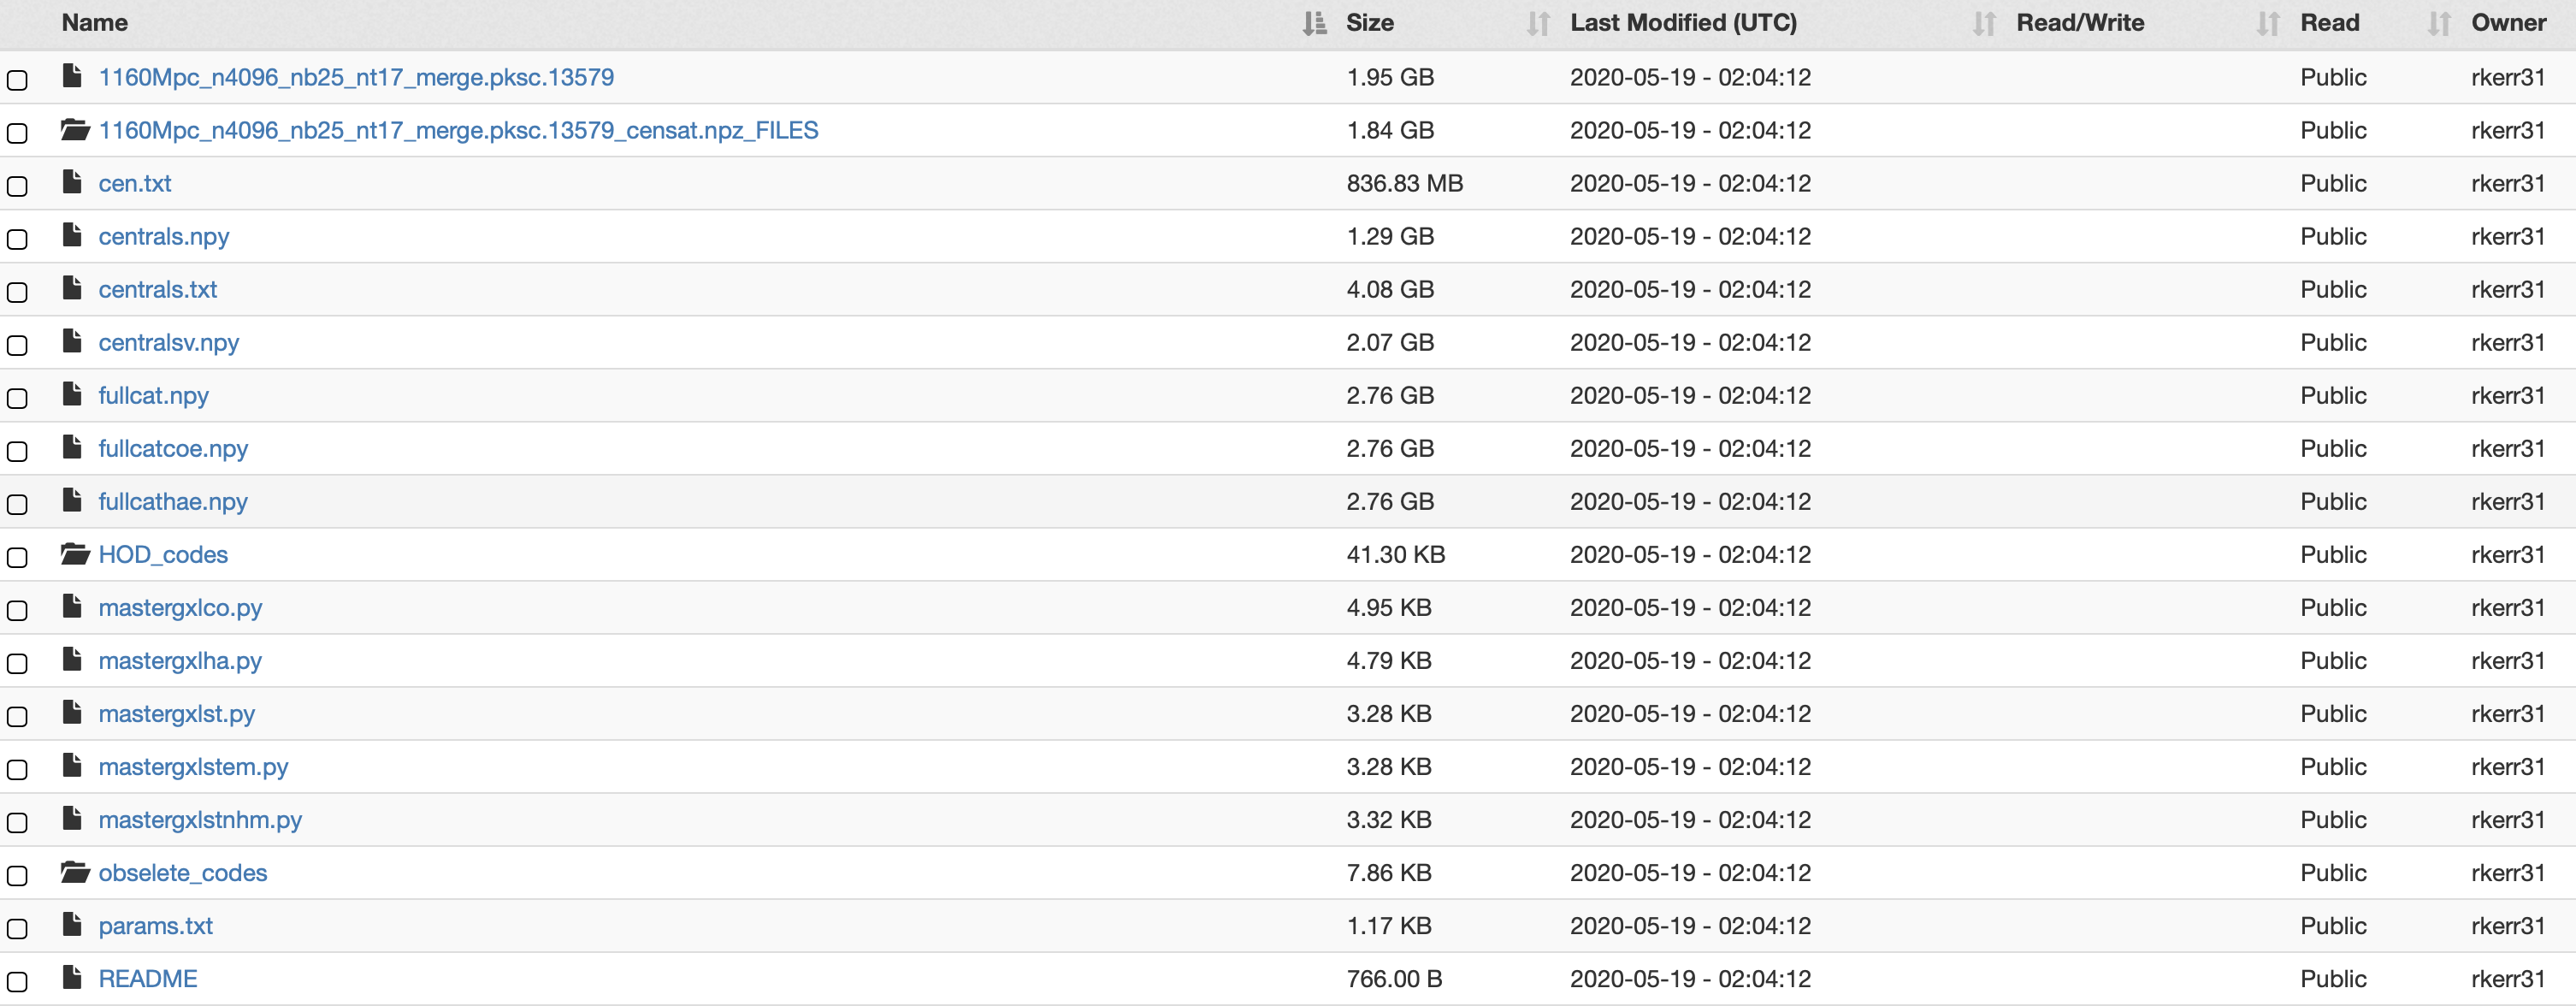 Name Size Last Modified (UTC) Read/Write Read Owner
1160Mpc_n4096_nb25_nt17_merge.pksc.13579 1.95 GB 2020-05-19 - 02:04:12 Public rkerr31
1160Mpc_n4096_nb25_nt17_merge.pksc.13579_censat.npz_FILES 1.84 GB 2020-05-19 - 02:04:12 Public rkerr31
cen.txt 836.83 MB 2020-05-19 - 02:04:12 Public rkerr31
centrals.npy 1.29 GB 2020-05-19 - 02:04:12 Public rkerr31
centrals.txt 4.08 GB 2020-05-19 - 02:04:12 Public rkerr31
centralsv.npy 2.07 GB 2020-05-19 - 02:04:12 Public rkerr31
fullcat.npy 2.76 GB 2020-05-19 - 02:04:12 Public rkerr31
fullcatcoe.npy 2.76 GB 2020-05-19 - 02:04:12 Public rkerr31
fullcathae.npy 2.76 GB 2020-05-19 - 02:04:12 Public rkerr31
HOD_codes 41.30 KB 2020-05-19 - 02:04:12 Public rkerr31
mastergxlco.py 4.95 KB 2020-05-19 - 02:04:12 Public rkerr31
mastergxlha.py 4.79 KB 2020-05-19 - 02:04:12 Public rkerr31
mastergxlst.py 3.28 KB 2020-05-19 - 02:04:12 Public rkerr31
mastergxlstem.py 3.28 KB 2020-05-19 - 02:04:12 Public rkerr31
mastergxlstnhm.py 3.32 KB 2020-05-19 - 02:04:12 Public rkerr31
obselete_codes 7.86 KB 2020-05-19 - 02:04:12 Public rkerr31
params.txt 1.17 KB 2020-05-19 - 02:04:12 Public rkerr31
README 766.00 B 2020-05-19 - 02:04:12 Public rkerr31